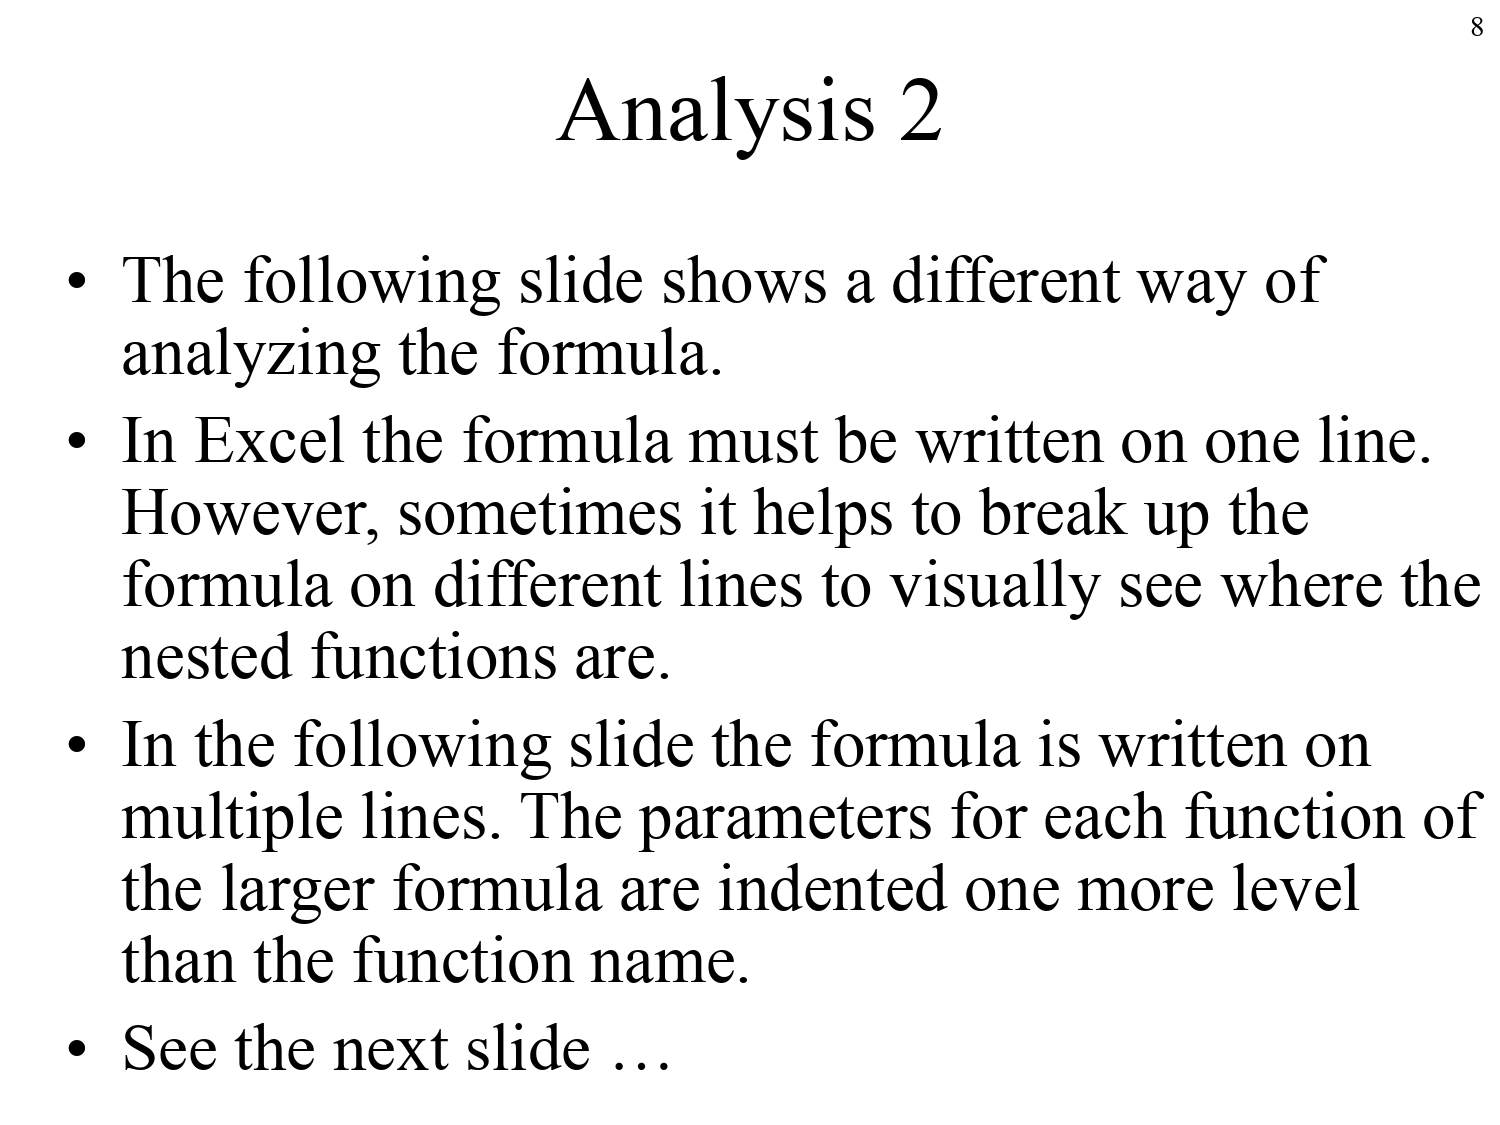 8
Analysis 2
• The following slide shows a different way of
analyzing the formula.
• In Excel the formula must be written on one line.
However, sometimes it helps to break up the
formula on different lines to visually see where the
nested functions are.
• In the following slide the formula is written on
multiple lines. The parameters for each function of
the larger formula are indented one more level
than the function name.
• See the next slide …